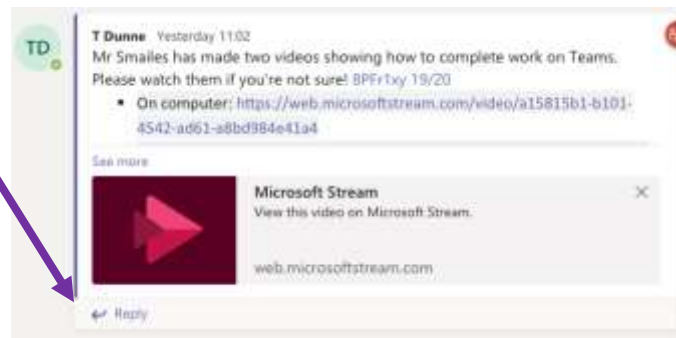 TD
T Dunne Yesterday 11:02
Mr Smailes has made two videos showing how to complete work on Teams.
Please watch them if you're not sure! 8PFr1xy 19/20
On computer: https://web.microsoftstream.com/video/a15815b1-b101-
4542-ad61-a8bd984e41a4
See more
Microsoft Stream
View this video on Microsoft Stream.
web.microsoftstream.com
Reply